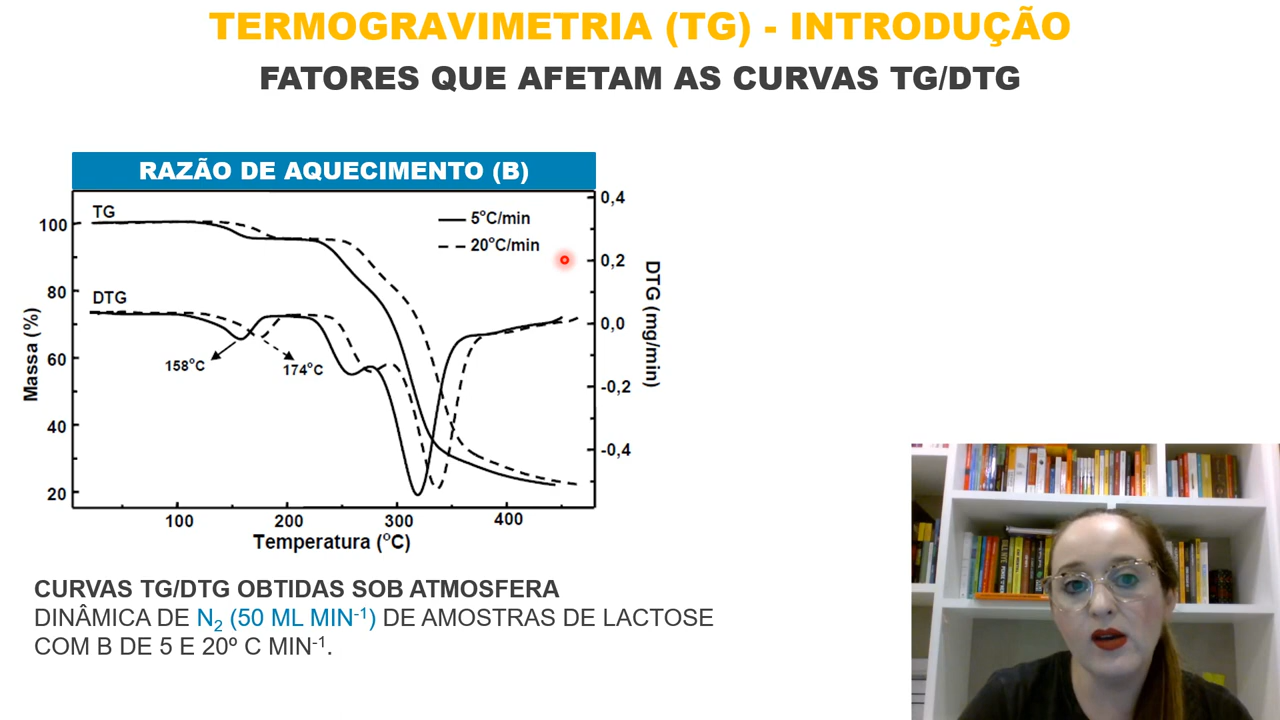 TERMOGRAVIMETRIA (TG) - INTRODUÇÃO
FATORES QUE AFETAM AS CURVAS TG/DTG
RAZÃO DE AQUECIMENTO (B)
TG
5°C/min
20°C/min
DTG
158°C
174°C
100
80
60
40
20
Massa (%)
0,4
0,2
0,0
-0,2
-0,4
DTG (mg/min)
100 200 300 400
Temperatura (°C)
CURVAS TG/DTG OBTIDAS SOB ATMOSFERA
DINÂMICA DE N₂ (50 ML MIN⁻¹) DE AMOSTRAS DE LACTOSE
COM B DE 5 E 20º C MIN⁻¹.